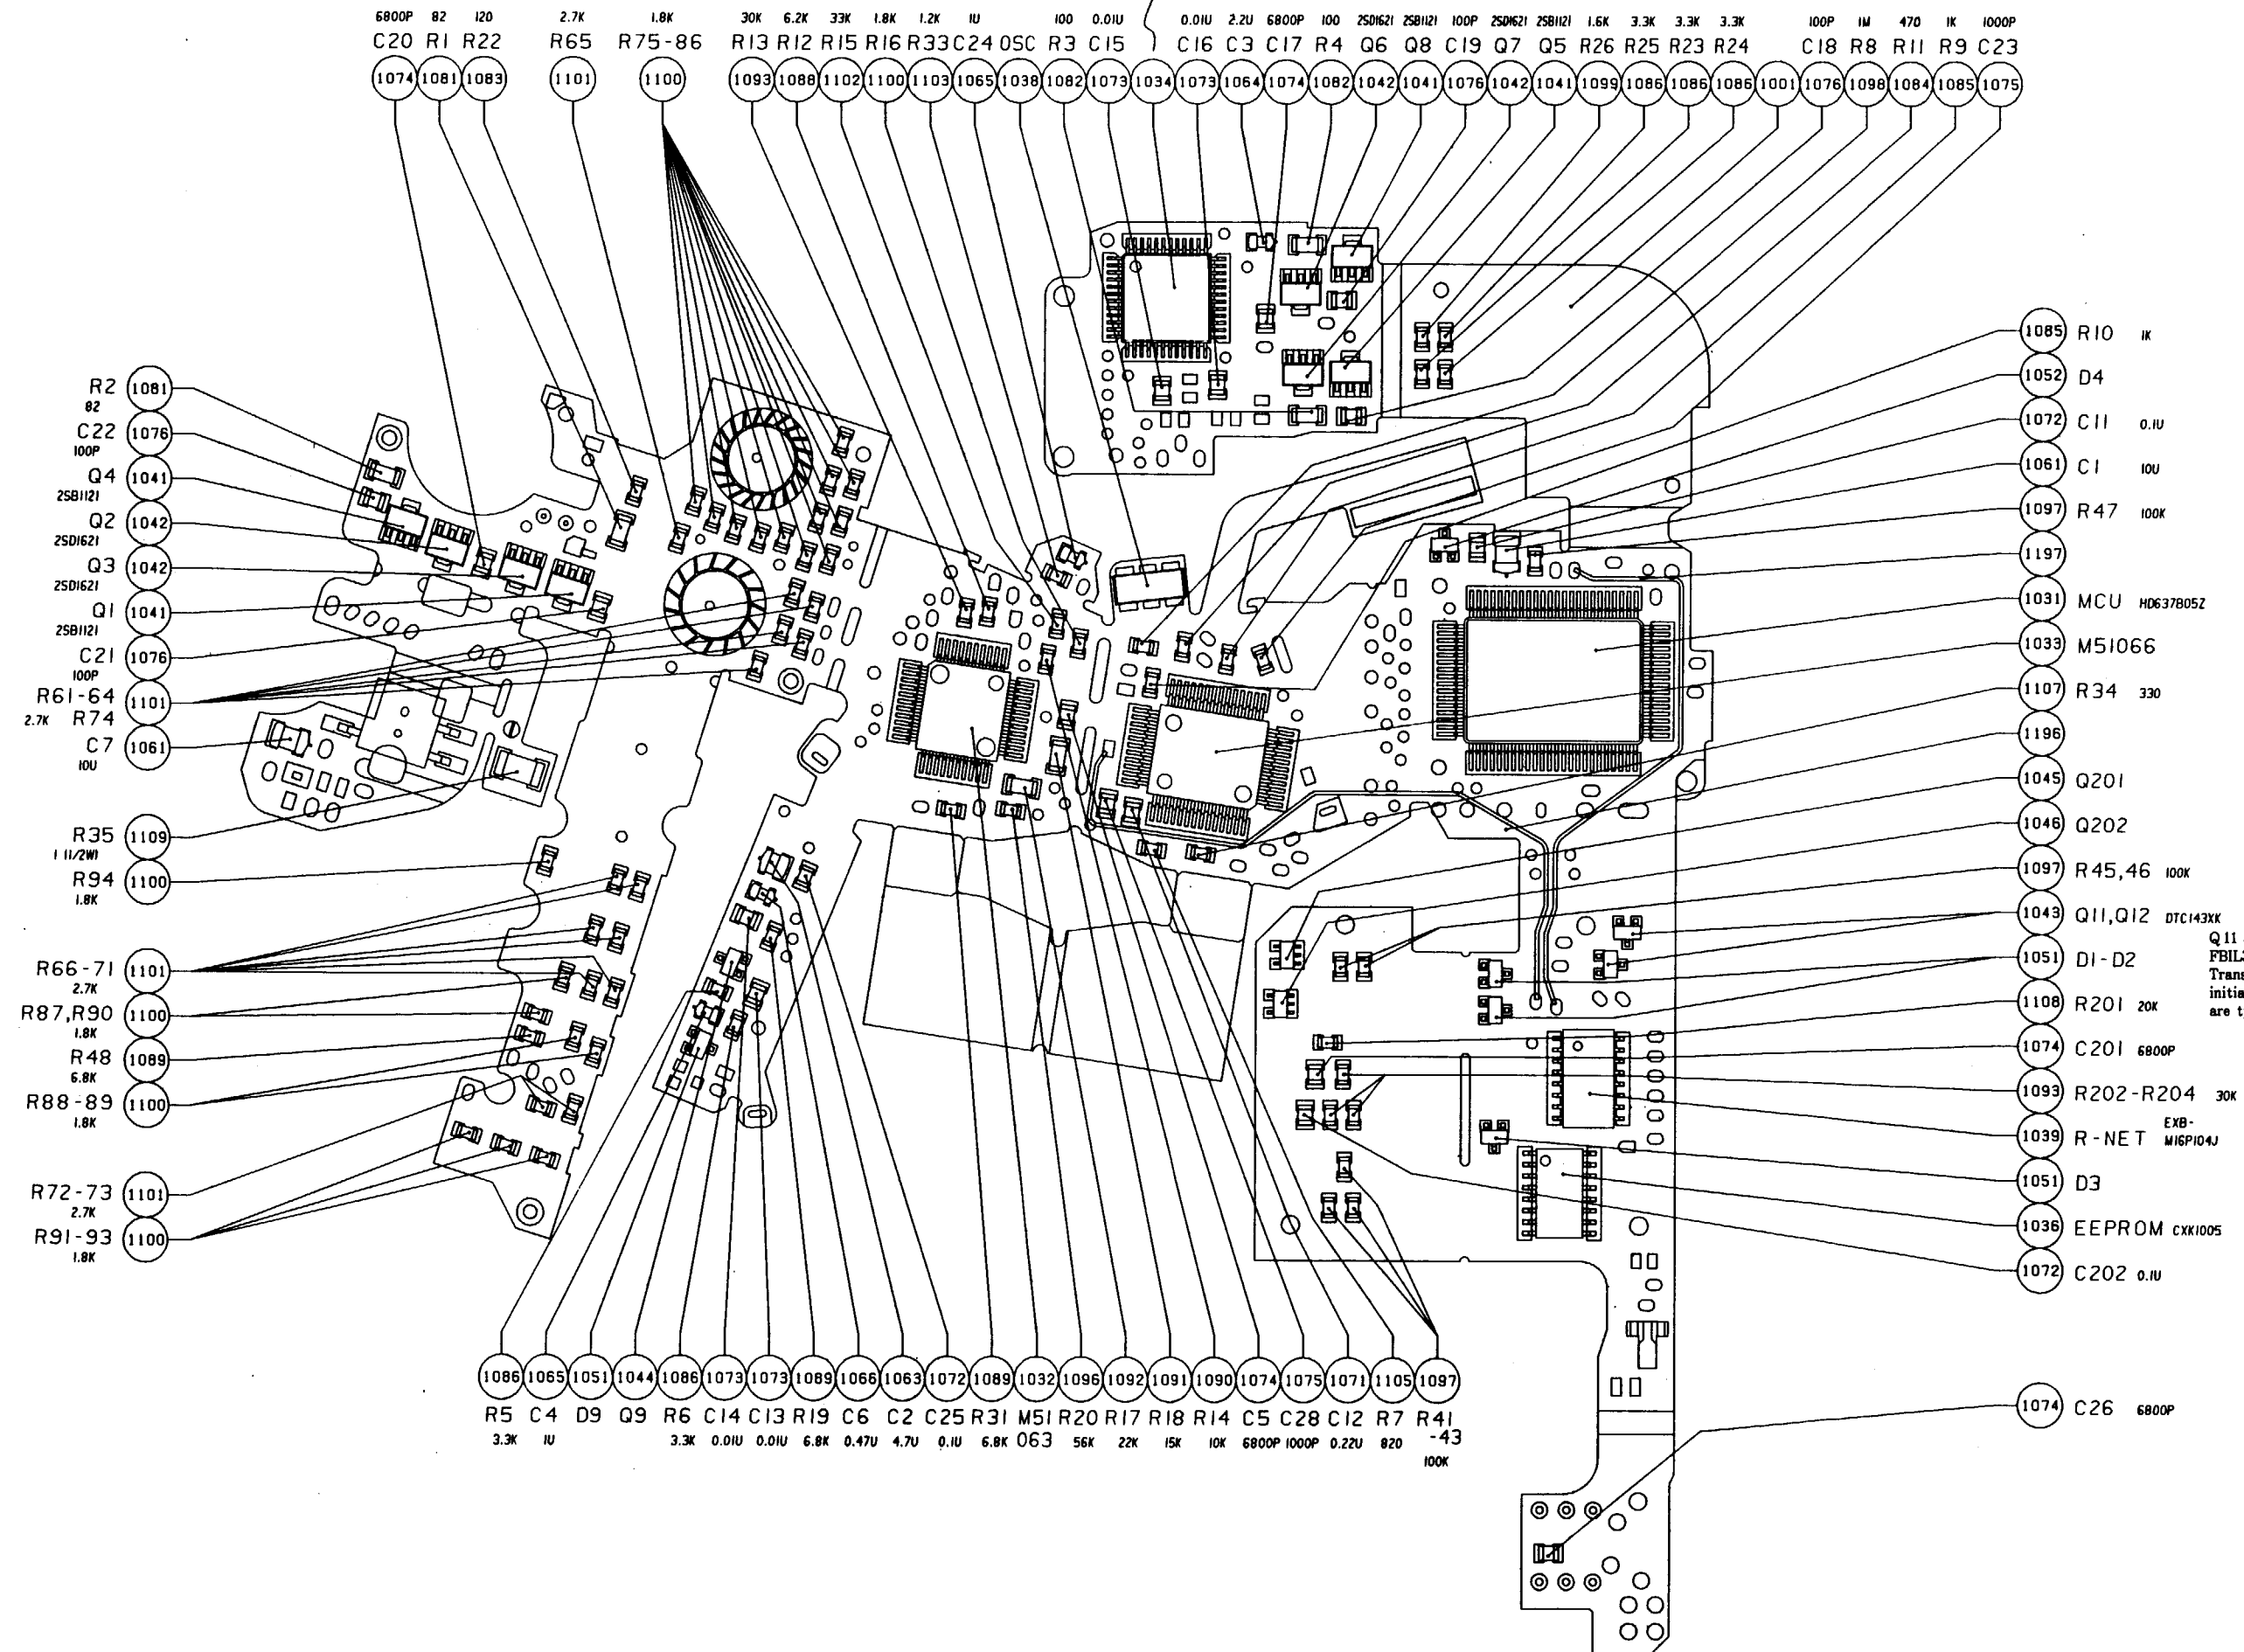 6800P 82 120 2.7K 1.8K 30K 6.2K 33K 1.8K 1.2K 1U 100 0.01U 0.01U 2.2U 6800P 100 2SD1621 2SB1121 100P 2SD1621 2SB1121 1.6K 3.3K 3.3K 3.3K 100P 1M 470 1K 1000P
C20 R1 R22 R65 R75-86 R13 R12 R15 R16 R33 C24 OSC R3 C15 C16 C3 C17 R4 Q6 Q8 C19 Q7 Q5 R26 R25 R23 R24 C18 R8 R11 R9 C23
1074 1081 1083 1101 1100 1093 1088 1102 1100 1103 1065 1038 1082 1073 1034 1073 1064 1074 1082 1042 1041 1076 1042 1041 1099 1086 1086 1086 1001 1076 1098 1084 1085 1075
R2 1081
82
C22 1076
100P
Q4 1041
2SB1121
Q2 1042
2SD1621
Q3 1042
2SD1621
Q1 1041
2SB1121
C21 1076
100P
R61-64 1101
2.7K R74
C7 1061
10U
R35 1109
1 (1/2W)
R94 1100
1.8K
R66-71 1101
2.7K
R87,R90 1100
1.8K
R48 1089
6.8K
R88-89 1100
1.8K
R72-73 1101
2.7K
R91-93 1100
1.8K
1085 R10 1K
1052 D4
1072 C11 0.1U
1061 C1 10U
1097 R47 100K
1197
1031 MCU HD637B05Z
1033 M51066
1107 R34 330
1196
1045 Q201
1046 Q202
1097 R45,46 100K
1043 Q11,Q12 DTC143XK
Q11
FBIL
Trans
initia
are t
1051 D1-D2
1108 R201 20K
1074 C201 6800P
1093 R202-R204 30K
1039 R-NET EXB-
M16P104J
1051 D3
1036 EEPROM CXK1005
1072 C202 0.1U
1074 C26 6800P
1086 1065 1051 1044 1086 1073 1073 1089 1066 1063 1072 1089 1032 1096 1092 1091 1090 1074 1075 1071 1105 1097
R5 C4 D9 Q9 R6 C14 C13 R19 C6 C2 C25 R31 M51 R20 R17 R18 R14 C5 C28 C12 R7 R41
3.3K 1U 3.3K 0.01U 0.01U 6.8K 0.47U 4.7U 0.1U 6.8K 063 56K 22K 15K 10K 6800P 1000P 0.22U 820 -43
100K